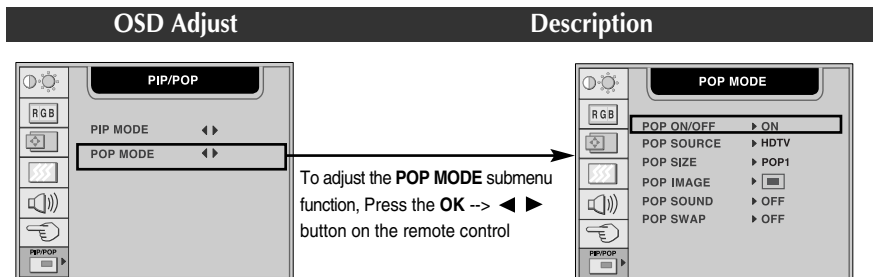 OSD Adjust
Description
PIP/POP
RGB
PIP MODE
POP MODE
PIP/POP
To adjust the POP MODE submenu
function, Press the OK --> ◀ ▶
button on the remote control
POP MODE
RGB
POP ON/OFF ON
POP SOURCE HDTV
POP SIZE POP1
POP IMAGE
POP SOUND OFF
POP SWAP OFF
PIP/POP